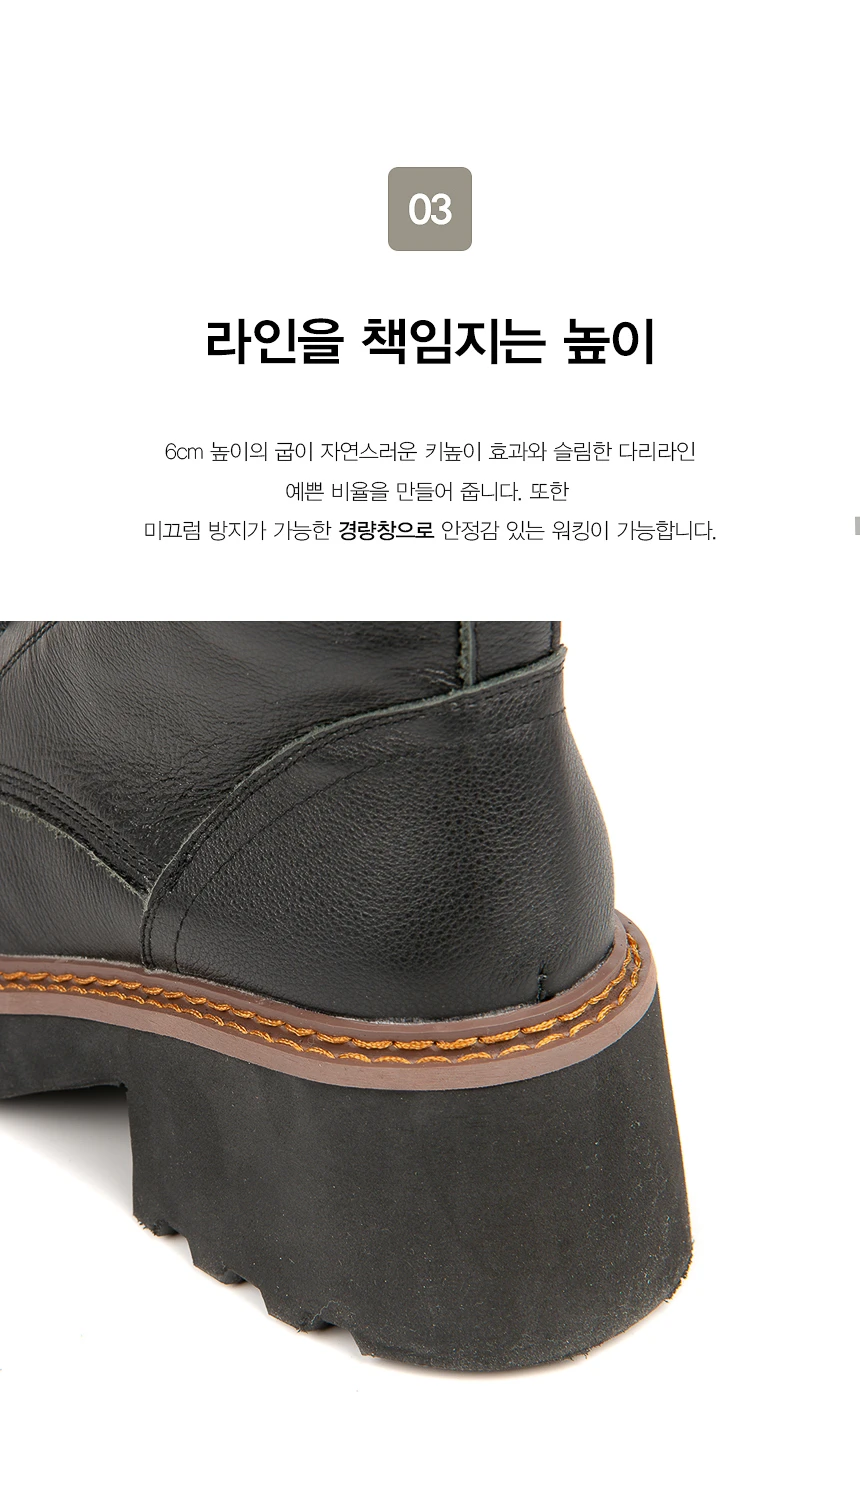 03
라인을 책임지는 높이
6cm 높이의 굽이 자연스러운 키높이 효과와 슬림한 다리라인
예쁜 비율을 만들어 줍니다. 또한
미끄럼 방지가 가능한 경량창으로 안정감 있는 워킹이 가능합니다.